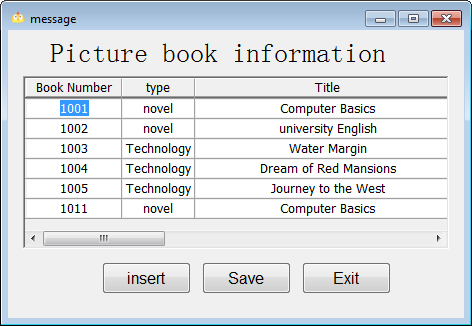 message
Picture book information
Book Number type Title
1001 novel Computer Basics
1002 novel university English
1003 Technology Water Margin
1004 Technology Dream of Red Mansions
1005 Technology Journey to the West
1011 novel Computer Basics
insert Save Exit